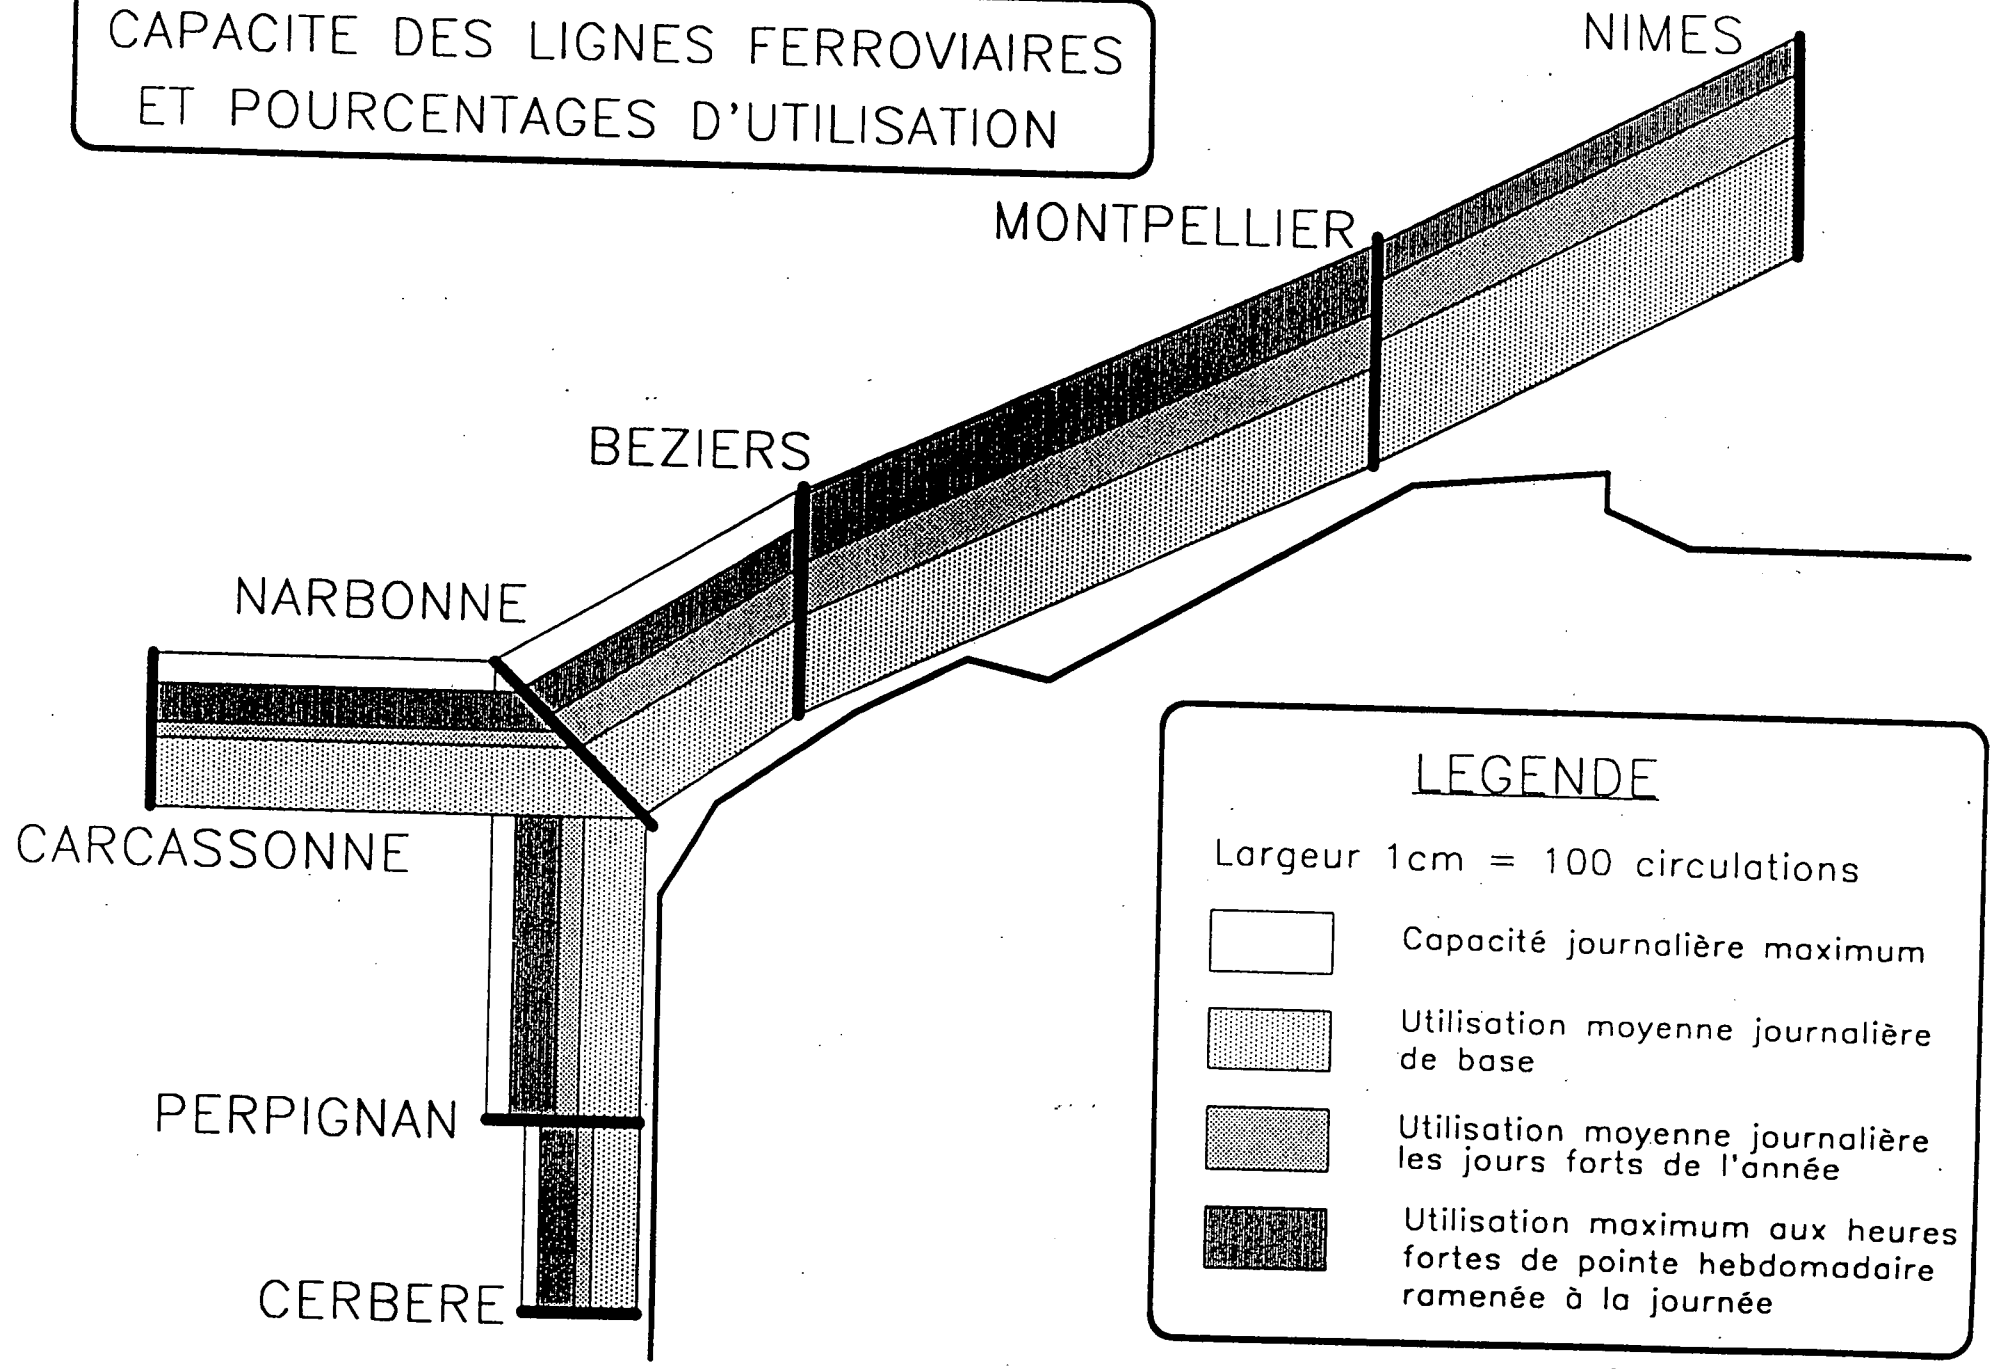 CAPACITE DES LIGNES FERROVIAIRES
ET POURCENTAGES D'UTILISATION
NIMES
MONTPELLIER
BEZIERS
NARBONNE
CARCASSONNE
PERPIGNAN
CERBERE
LEGENDE
Largeur 1cm = 100 circulations
Capacité journalière maximum
Utilisation moyenne journalière
de base
Utilisation moyenne journalière
les jours forts de l'année
Utilisation maximum aux heures
fortes de pointe hebdomadaire
ramenée à la journée